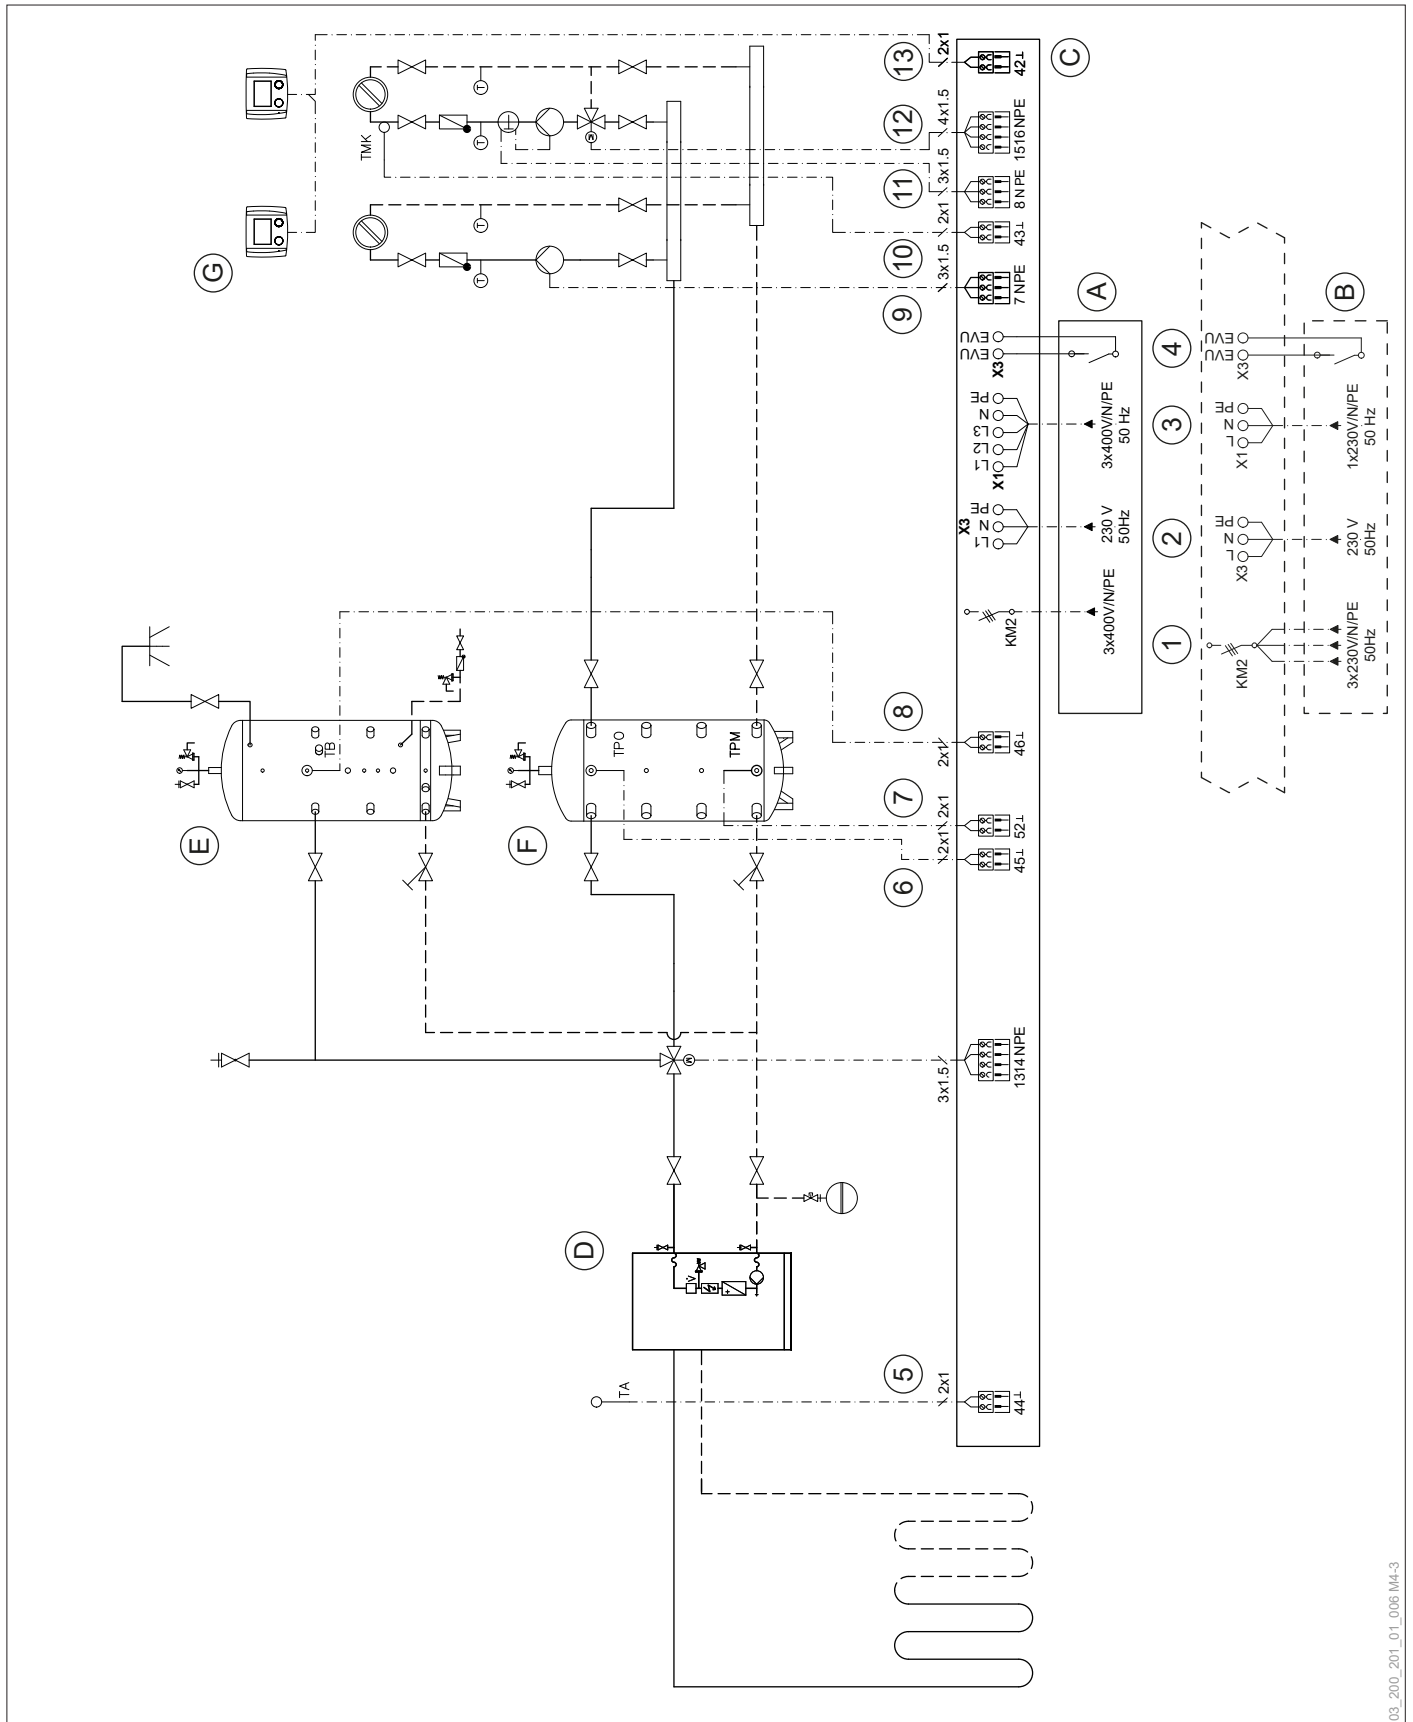 G
13
2x1
42⊥
C
TMK
T
T
M
12
4x1.5
1516 NPE
11
3x1.5
8 N PE
2x1
43⊥
T
T
10
3x1.5
7 NPE
9
A
EVU
EVU
X3
PE
N
L3
L2
L1
X1
3x400V/N/PE
50 Hz
X3
PE
N
L1
230 V
50Hz
KM2
3x400V/N/PE
4
3
2
1
B
EVU
EVU
X3
PE
N
L
X1
1x230V/N/PE
50 Hz
PE
N
L
X3
230 V
50Hz
KM2
3x230V/N/PE
50Hz
E
TB
F
TPO
TPM
8
2x1
46⊥
7
2x1
52⊥
2x1
45⊥
6
M
3x1.5
1314 NPE
D
V̇
+
TA
5
2x1
44⊥
03_200_201_01_006 M4-3